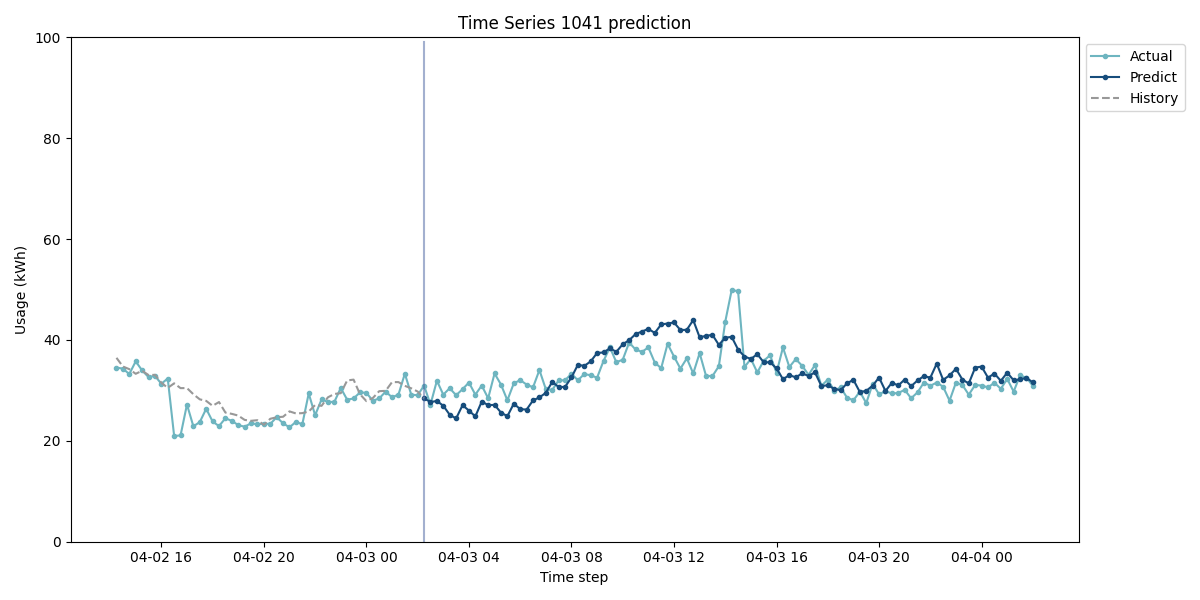 Time Series 1041 prediction
Usage (kWh)
100
80
60
40
20
0
04-02 16
04-02 20
04-03 00
04-03 04
04-03 08
04-03 12
04-03 16
04-03 20
04-04 00
Time step
Actual
Predict
History